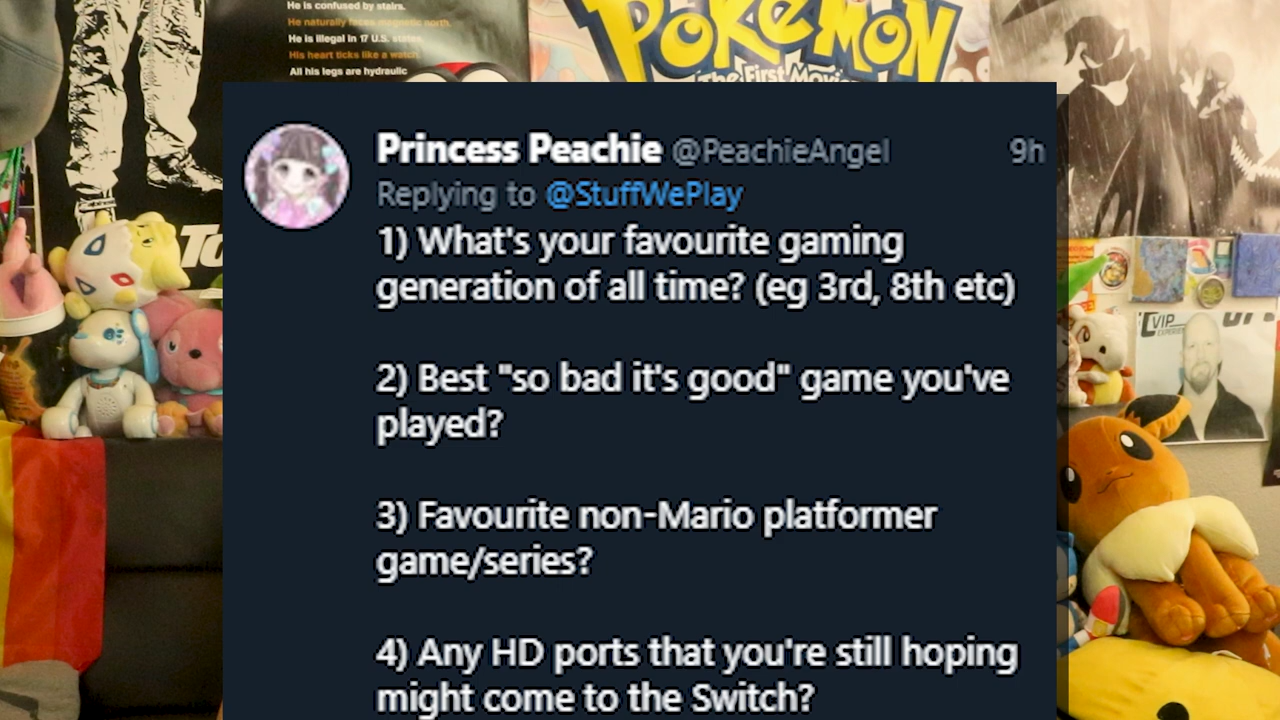 He is confused by stairs.
He naturally faces magnetic north.
He is illegal in 17 U.S. states.
His heart ticks like a watch.
All his legs are hydraulic
POKéMON
The First Movie
Princess Peachie @PeachieAngel 9h
Replying to @StuffWePlay
1) What's your favourite gaming
generation of all time? (eg 3rd, 8th etc)
2) Best "so bad it's good" game you've
played?
3) Favourite non-Mario platformer
game/series?
4) Any HD ports that you're still hoping
might come to the Switch?
To
VIP